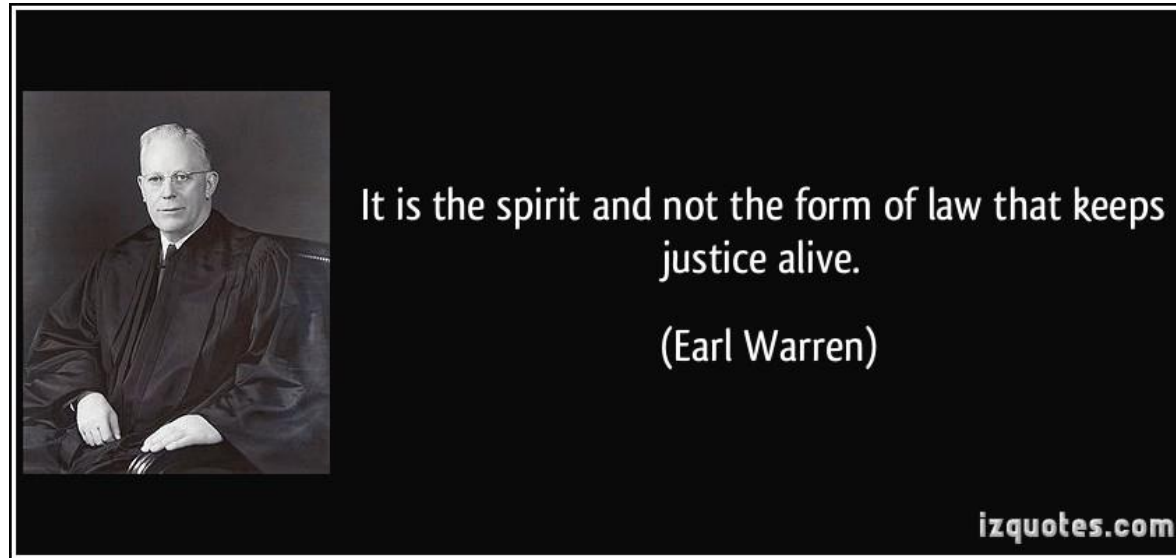 It is the spirit and not the form of law that keeps
justice alive.
(Earl Warren)
izquotes.com